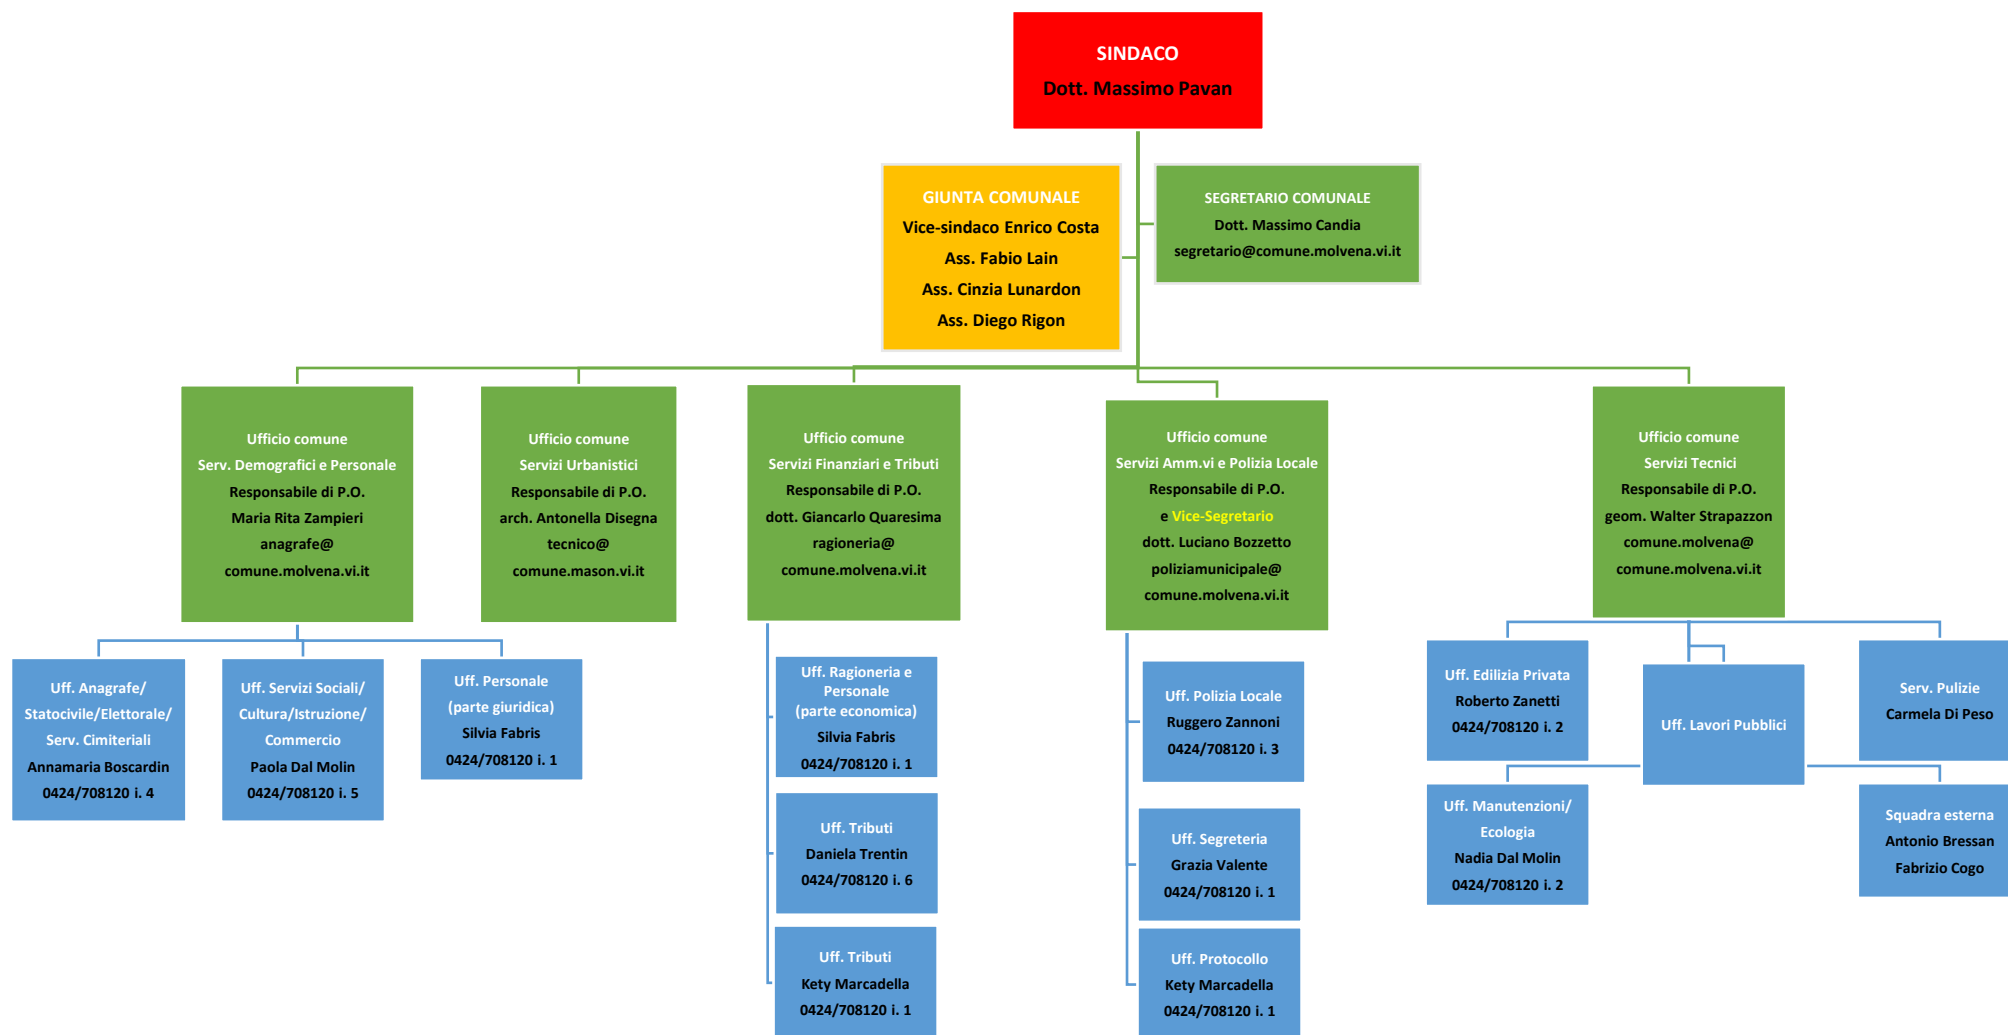 SINDACO
Dott. Massimo Pavan
GIUNTA COMUNALE
Vice-sindaco Enrico Costa
Ass. Fabio Lain
Ass. Cinzia Lunardon
Ass. Diego Rigon
SEGRETARIO COMUNALE
Dott. Massimo Candia
segretario@comune.molvena.vi.it
Ufficio comune
Serv. Demografici e Personale
Responsabile di P.O.
Maria Rita Zampieri
anagrafe@
comune.molvena.vi.it
Ufficio comune
Servizi Urbanistici
Responsabile di P.O.
arch. Antonella Disegna
tecnico@
comune.mason.vi.it
Ufficio comune
Servizi Finanziari e Tributi
Responsabile di P.O.
dott. Giancarlo Quaresima
ragioneria@
comune.molvena.vi.it
Ufficio comune
Servizi Amm.vi e Polizia Locale
Responsabile di P.O.
e Vice-Segretario
dott. Luciano Bozzetto
poliziamunicipale@
comune.molvena.vi.it
Ufficio comune
Servizi Tecnici
Responsabile di P.O.
geom. Walter Strapazzon
comune.molvena@
comune.molvena.vi.it
Uff. Anagrafe/
Statocivile/Elettorale/
Serv. Cimiteriali
Annamaria Boscardin
0424/708120 i. 4
Uff. Servizi Sociali/
Cultura/Istruzione/
Commercio
Paola Dal Molin
0424/708120 i. 5
Uff. Personale
(parte giuridica)
Silvia Fabris
0424/708120 i. 1
Uff. Ragioneria e
Personale
(parte economica)
Silvia Fabris
0424/708120 i. 1
Uff. Tributi
Daniela Trentin
0424/708120 i. 6
Uff. Tributi
Kety Marcadella
0424/708120 i. 1
Uff. Polizia Locale
Ruggero Zannoni
0424/708120 i. 3
Uff. Segreteria
Grazia Valente
0424/708120 i. 1
Uff. Protocollo
Kety Marcadella
0424/708120 i. 1
Uff. Edilizia Privata
Roberto Zanetti
0424/708120 i. 2
Uff. Lavori Pubblici
Serv. Pulizie
Carmela Di Peso
Uff. Manutenzioni/
Ecologia
Nadia Dal Molin
0424/708120 i. 2
Squadra esterna
Antonio Bressan
Fabrizio Cogo